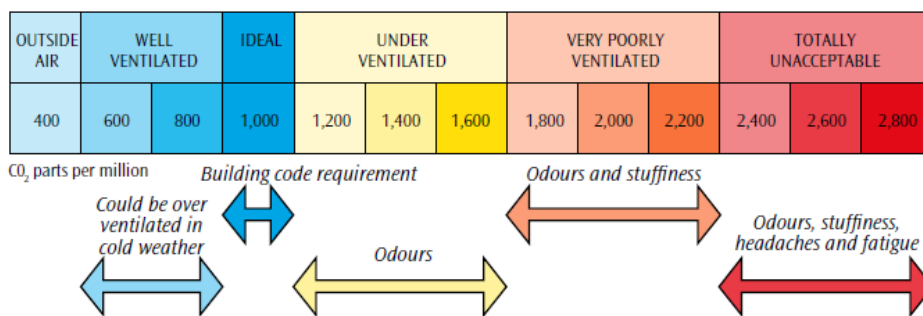 OUTSIDE AIR
WELL VENTILATED
IDEAL
UNDER VENTILATED
VERY POORLY VENTILATED
TOTALLY UNACCEPTABLE
400 600 800 1,000 1,200 1,400 1,600 1,800 2,000 2,200 2,400 2,600 2,800
CO₂ parts per million
Building code requirement
Odours and stuffiness
Could be over
ventilated in
cold weather
Odours
Odours, stuffiness,
headaches and fatigue